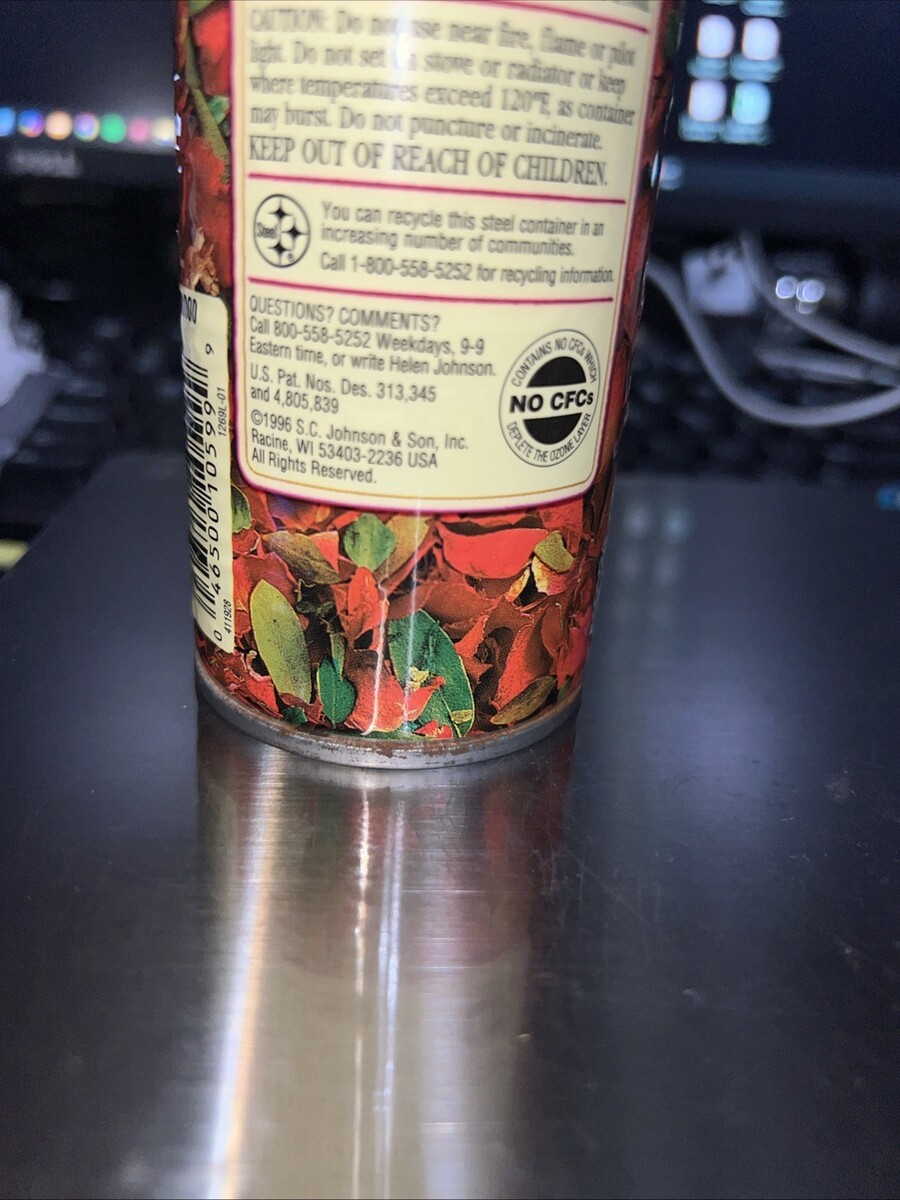 CAUTION: Do not use near fire, flame or pilot
light. Do not set on stove or radiator or keep
where temperatures exceed 120°F, as container
may burst. Do not puncture or incinerate.
KEEP OUT OF REACH OF CHILDREN.
Steel
You can recycle this steel container in an
increasing number of communities.
Call 1-800-558-5252 for recycling information.
QUESTIONS? COMMENTS?
Call 800-558-5252 Weekdays, 9-9
Eastern time, or write Helen Johnson.
U.S. Pat. Nos. Des. 313,345
and 4,805,839
©1996 S.C. Johnson & Son, Inc.
Racine, WI 53403-2236 USA
All Rights Reserved.
CONTAINS NO CFCs WHICH
NO CFCs
DEPLETE THE OZONE LAYER
0 46500 10599 9
1269L-01
411928